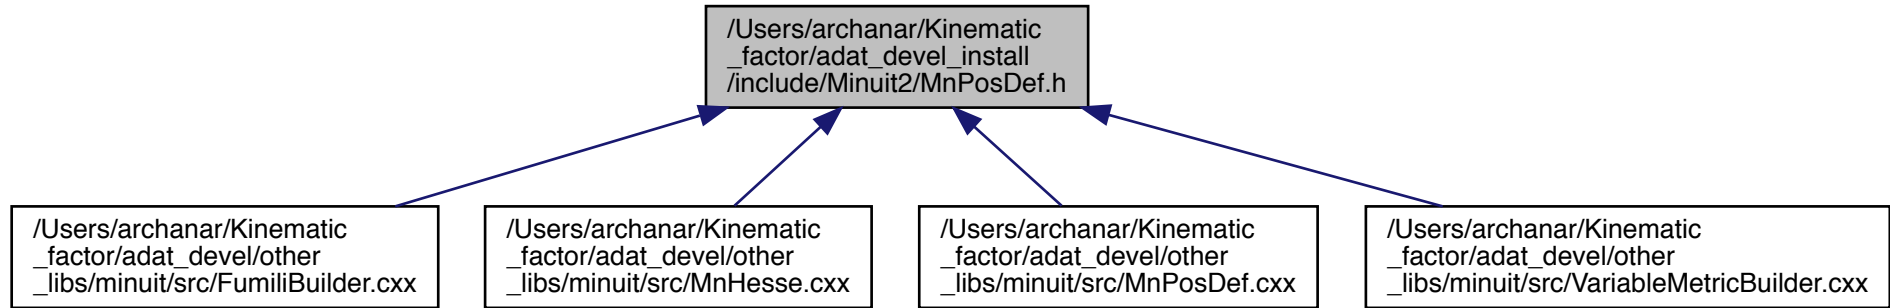 /Users/archanar/Kinematic
_factor/adat_devel_install
/include/Minuit2/MnPosDef.h
/Users/archanar/Kinematic
_factor/adat_devel/other
_libs/minuit/src/FumiliBuilder.cxx
/Users/archanar/Kinematic
_factor/adat_devel/other
_libs/minuit/src/MnHesse.cxx
/Users/archanar/Kinematic
_factor/adat_devel/other
_libs/minuit/src/MnPosDef.cxx
/Users/archanar/Kinematic
_factor/adat_devel/other
_libs/minuit/src/VariableMetricBuilder.cxx